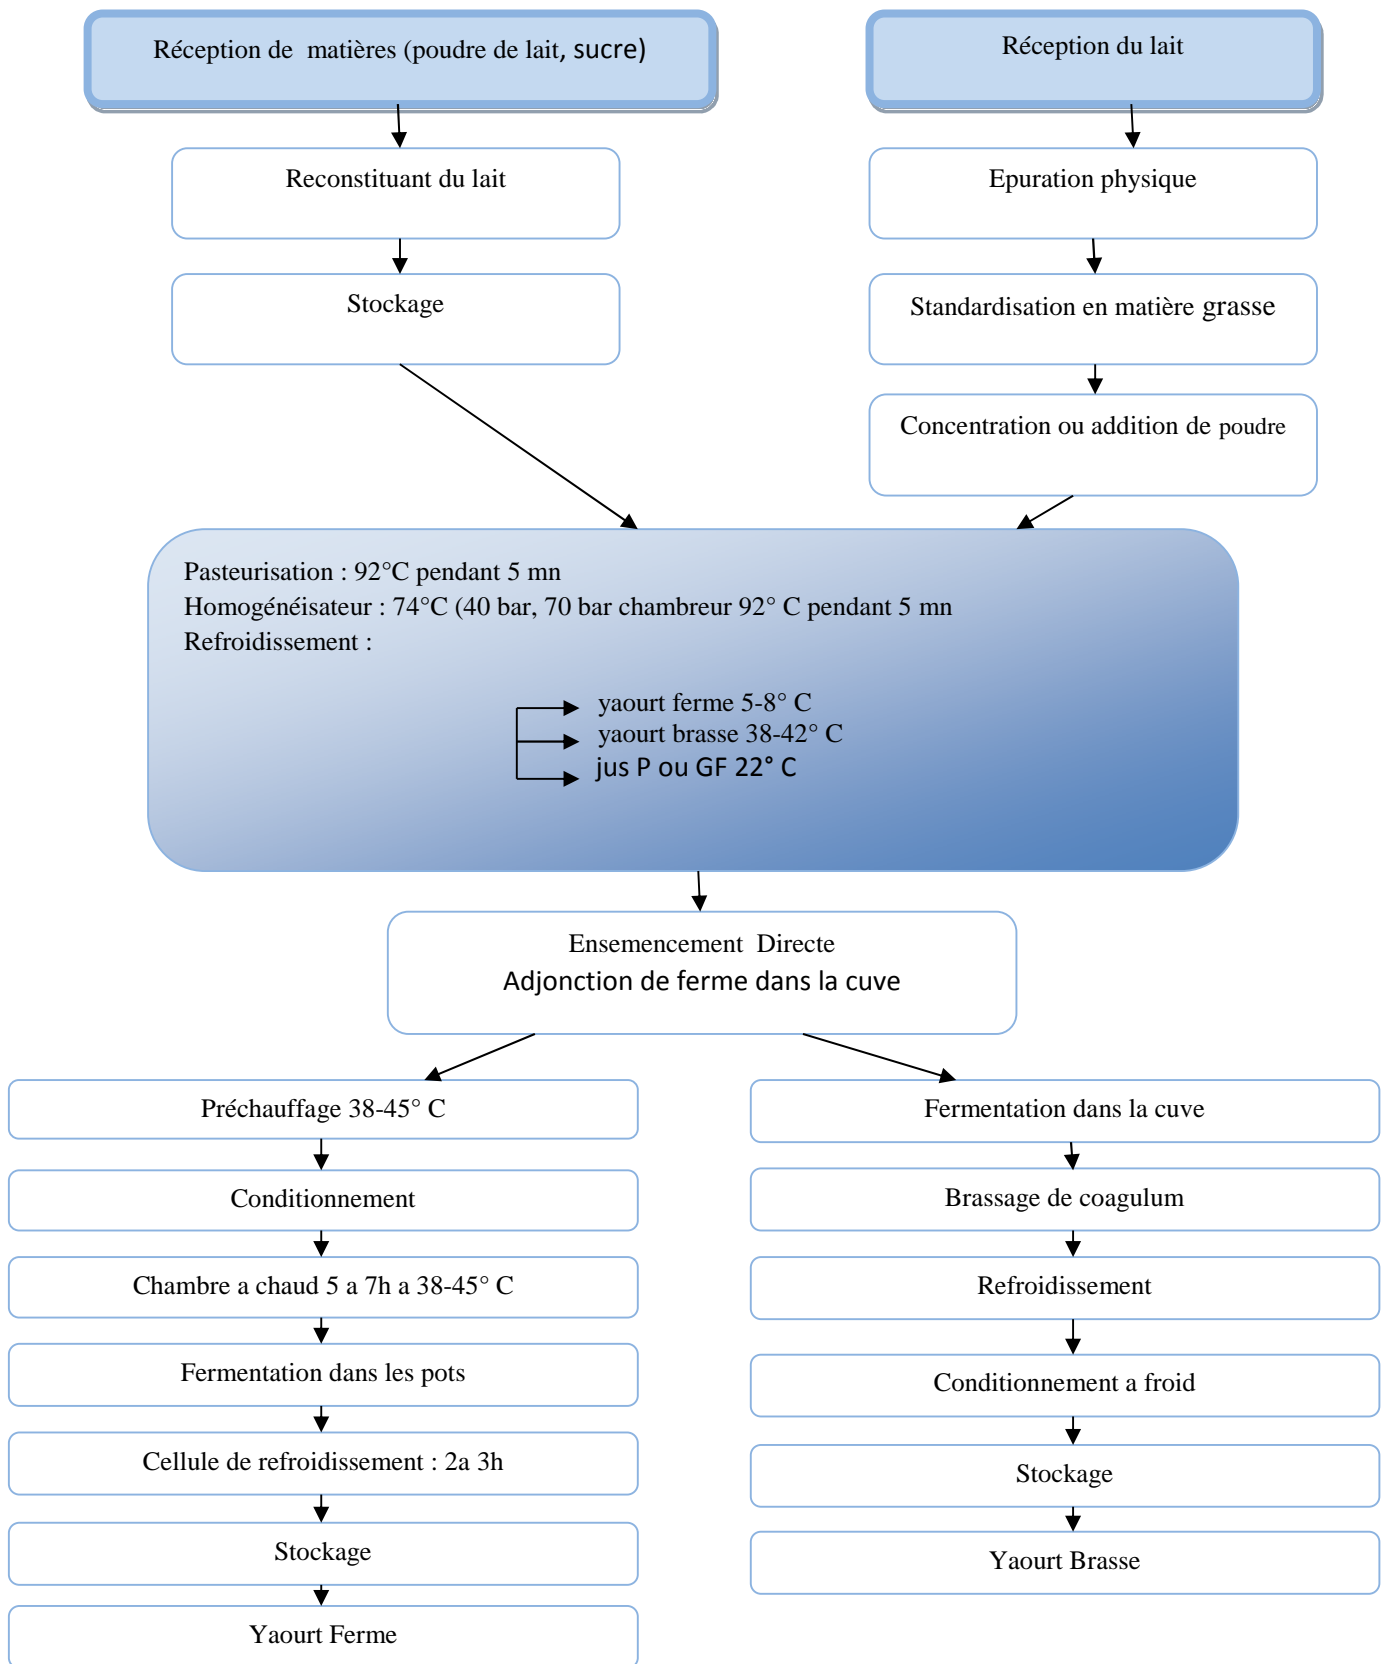 Réception de matières (poudre de lait, sucre)
Réception du lait
Reconstituant du lait
Epuration physique
Stockage
Standardisation en matière grasse
Concentration ou addition de poudre
Pasteurisation : 92°C pendant 5 mn
Homogénéisateur : 74°C (40 bar, 70 bar chambreur 92° C pendant 5 mn
Refroidissement :
yaourt ferme 5-8° C
yaourt brasse 38-42° C
jus P ou GF 22° C
Ensemencement Directe
Adjonction de ferme dans la cuve
Préchauffage 38-45° C
Conditionnement
Chambre a chaud 5 a 7h a 38-45° C
Fermentation dans les pots
Cellule de refroidissement : 2a 3h
Stockage
Yaourt Ferme
Fermentation dans la cuve
Brassage de coagulum
Refroidissement
Conditionnement a froid
Stockage
Yaourt Brasse